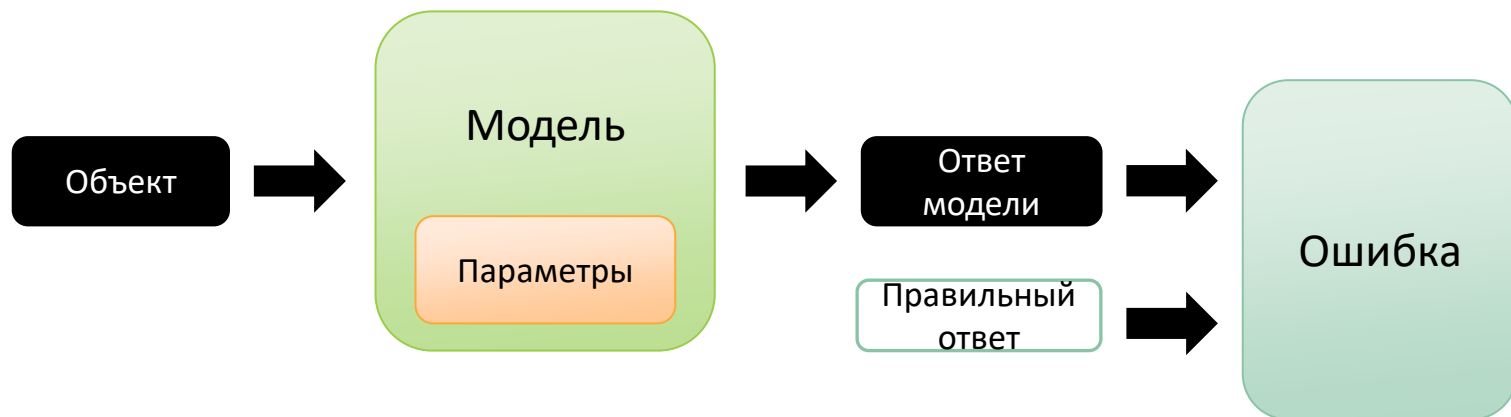 Объект
Модель
Параметры
Ответ
модели
Правильный
ответ
Ошибка